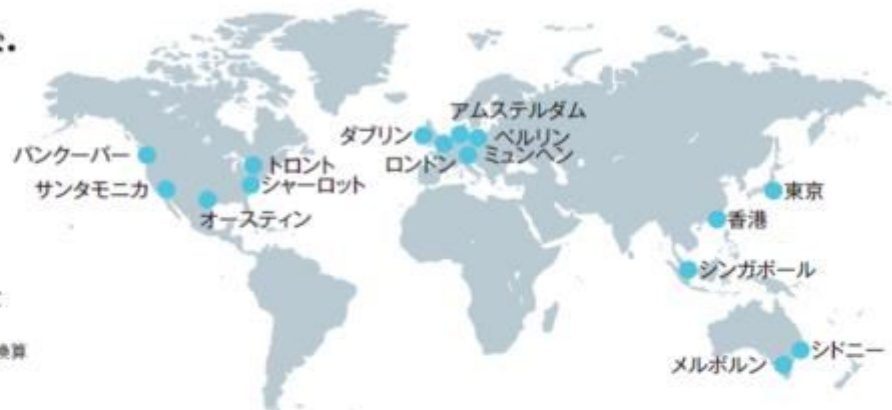 アムステルダム
ダブリン
ベルリン
ロンドン
ミュンヘン
バンクーバー
トロント
サンタモニカ
シャーロット
オースティン
東京
香港
シンガポール
シドニー
メルボルン
換算